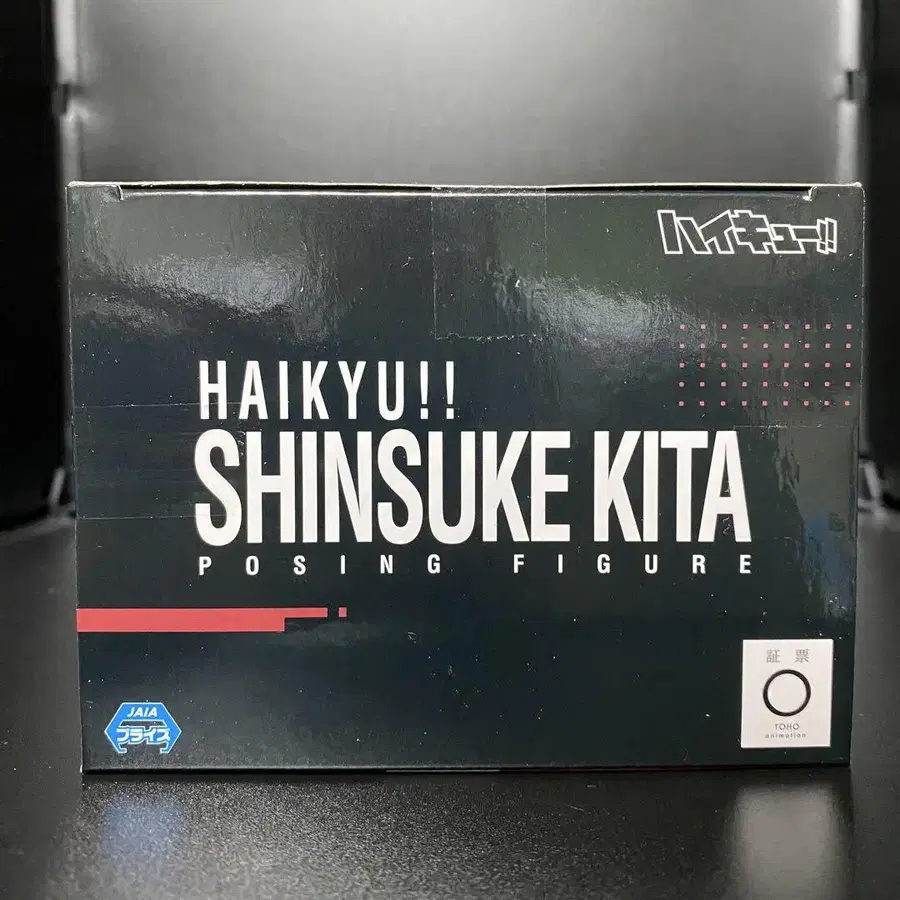 ハイキュー!!
HAIKYU!!
SHINSUKE KITA
POSING FIGURE
JAIA
プライズ
証 票
TOHO
animation